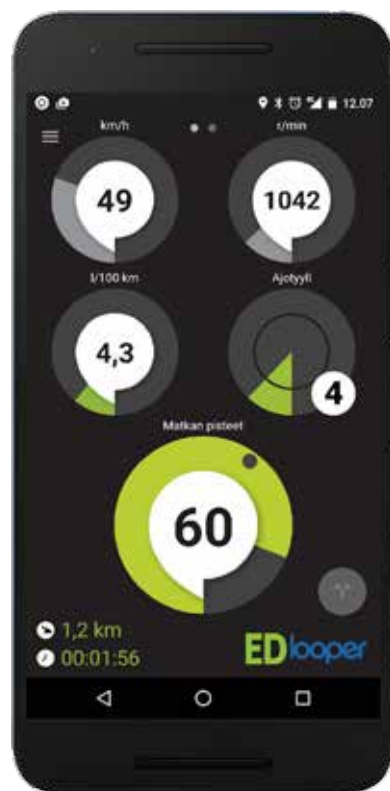 12.07
km/h
r/min
49
1042
l/100 km
Ajotyyli
4,3
4
Matkan pisteet
60
1,2 km
00:01:56
EDlooper